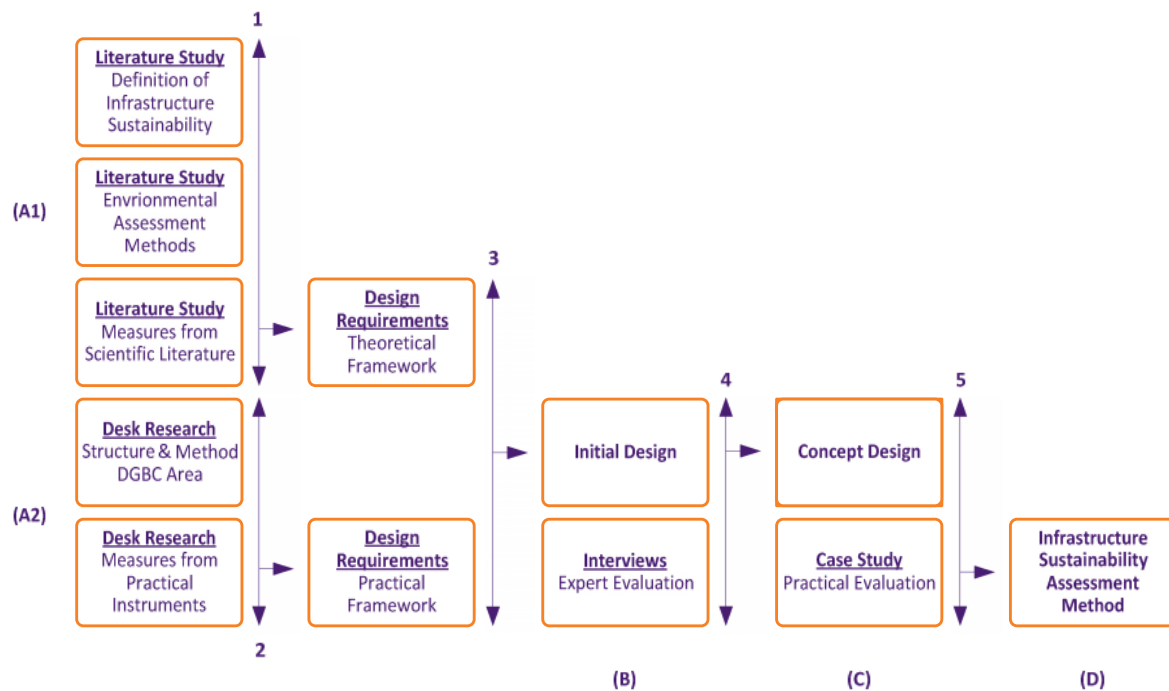 1
Literature Study
Definition of
Infrastructure
Sustainability
(A1)
Literature Study
Envrionmental
Assessment
Methods
Literature Study
Measures from
Scientific Literature
Design
Requirements
Theoretical
Framework
3
(A2)
Desk Research
Structure & Method
DGBC Area
Desk Research
Measures from
Practical
Instruments
2
Design
Requirements
Practical
Framework
Initial Design
Interviews
Expert Evaluation
(B)
4
Concept Design
Case Study
Practical Evaluation
(C)
5
Infrastructure
Sustainability
Assessment
Method
(D)